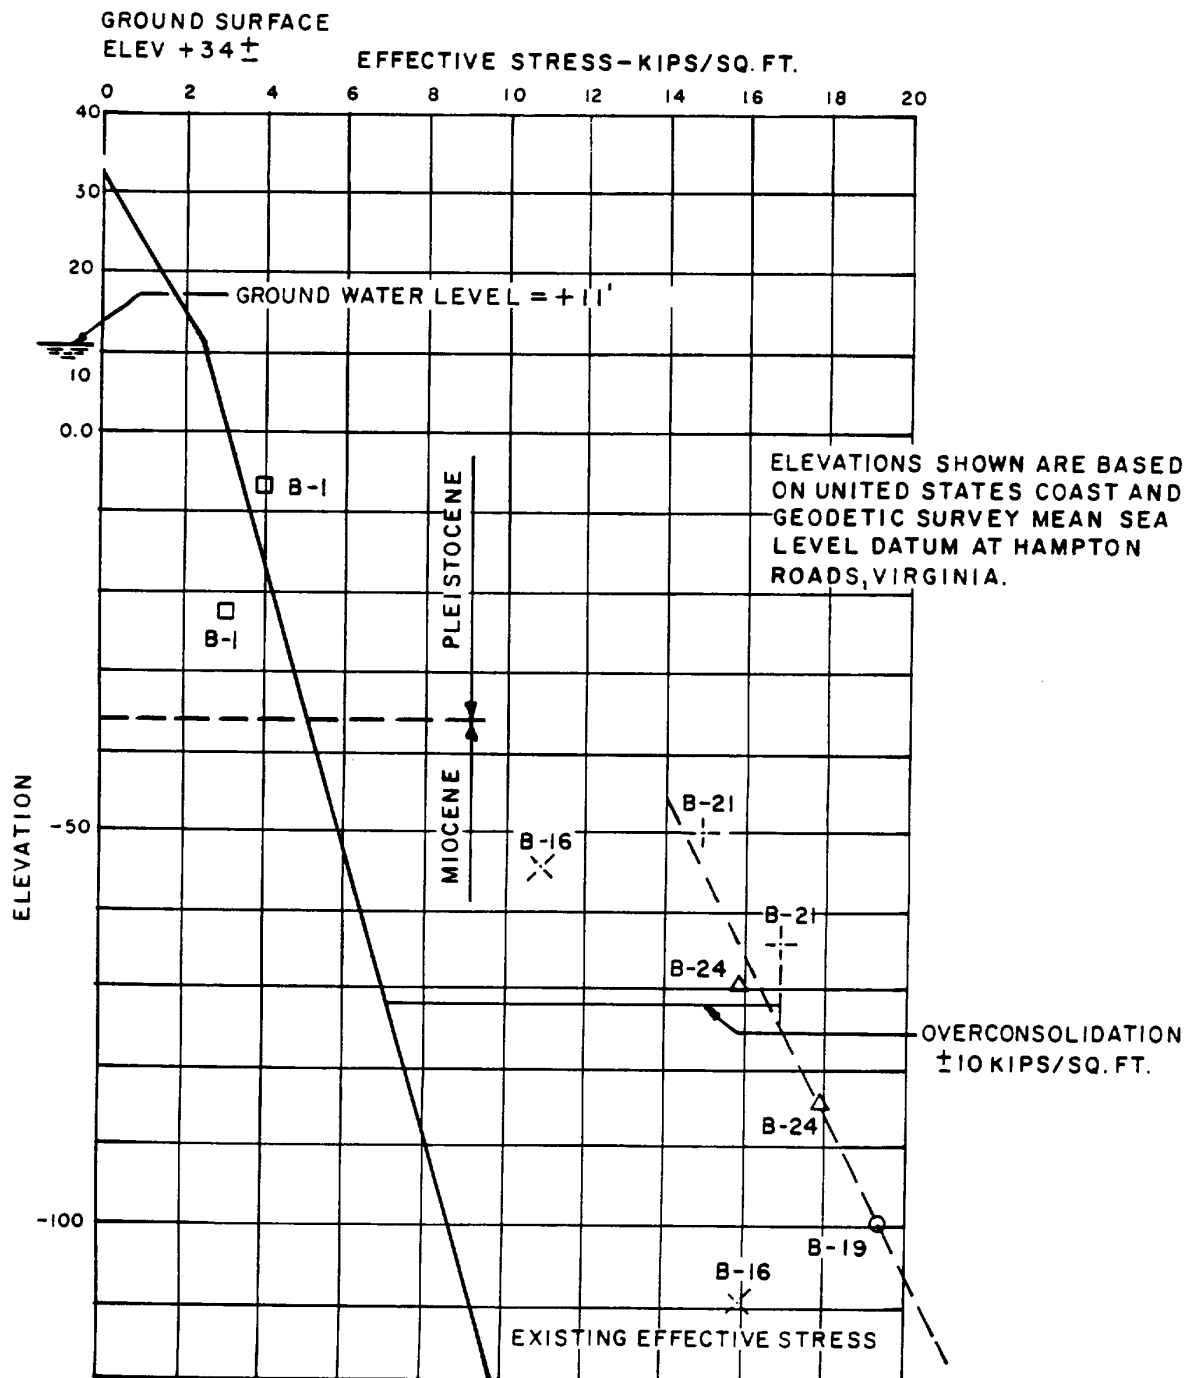 GROUND SURFACE
ELEV +34±
EFFECTIVE STRESS-KIPS/SQ.FT.
0 2 4 6 8 10 12 14 16 18 20
40
30
20
GROUND WATER LEVEL = +11'
10
0.0
B-1
ELEVATIONS SHOWN ARE BASED
ON UNITED STATES COAST AND
GEODETIC SURVEY MEAN SEA
LEVEL DATUM AT HAMPTON
ROADS, VIRGINIA.
PLEISTOCENE
B-1
MIOCENE
ELEVATION
-50
B-21
B-16
B-21
B-24
OVERCONSOLIDATION
±10 KIPS/SQ.FT.
B-24
-100
B-19
B-16
EXISTING EFFECTIVE STRESS